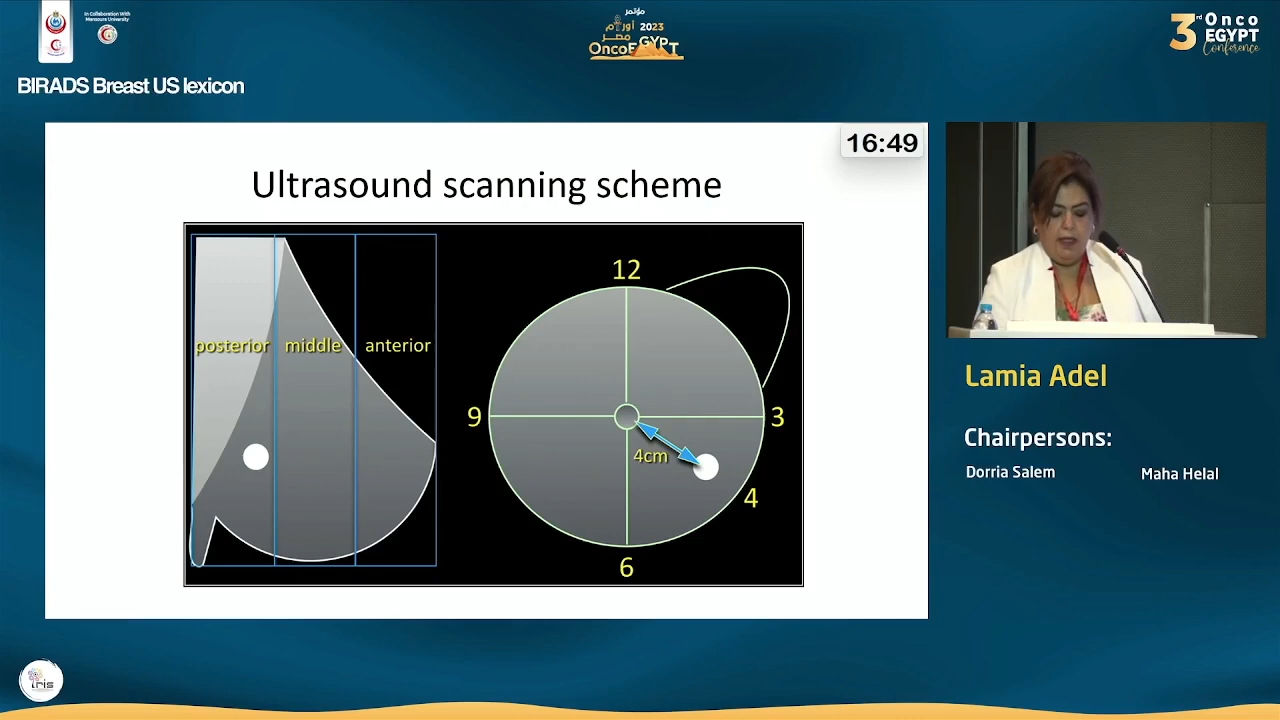 In Collaboration With
Mansoura University
مؤتمر
أورام 2023
مصر
OncoEGYPT
3rd Onco
EGYPT
Conference
BIRADS Breast US lexicon
16:49
Ultrasound scanning scheme
posterior middle anterior
12
9
3
4cm
4
6
Lamia Adel
Chairpersons:
Dorria Salem
Maha Helal
iris